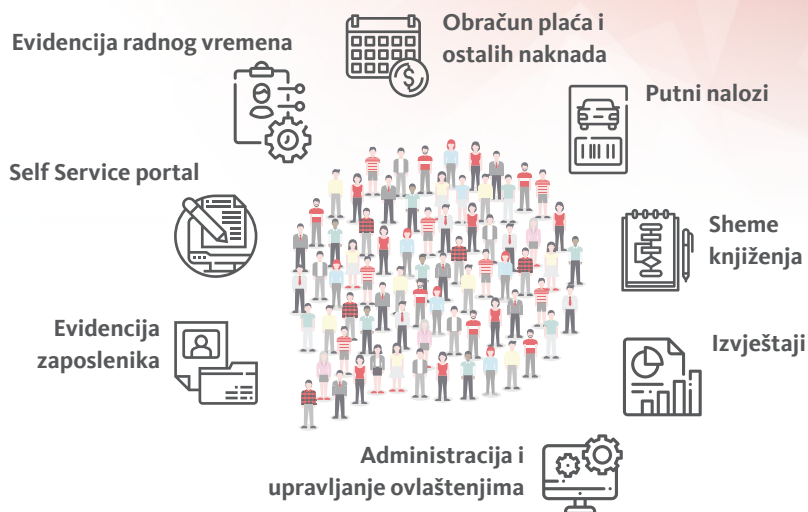 Evidencija radnog vremena
Obračun plaća i
ostalih naknada
Putni nalozi
Self Service portal
Sheme
knjiženja
Evidencija
zaposlenika
Izvještaji
Administracija i
upravljanje ovlaštenjima